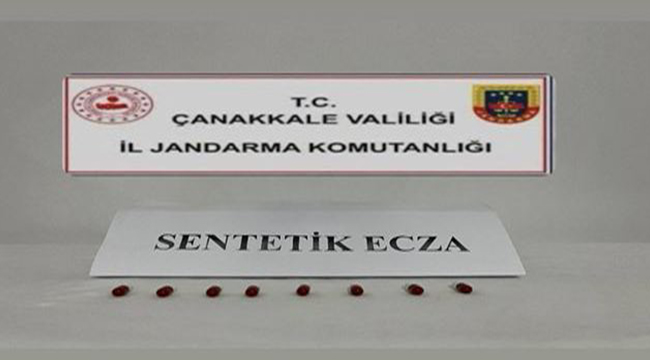 T.C.
ÇANAKKALE VALİLİĞİ
İL JANDARMA KOMUTANLIĞI
SENTETİK ECZA